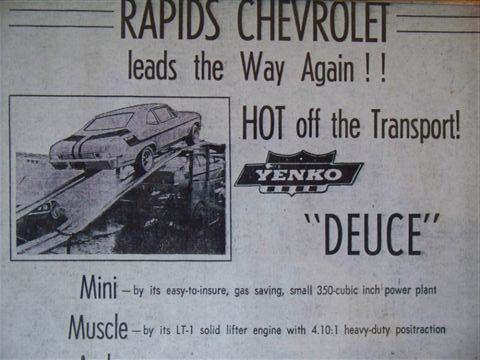 RAPIDS CHEVROLET
leads the Way Again ! !
HOT off the Transport!
YENKO
"DEUCE"
Mini — by its easy-to-insure, gas saving, small 350-cubic inch power plant
Muscle — by its LT-1 solid lifter engine with 4.10:1 heavy-duty positraction